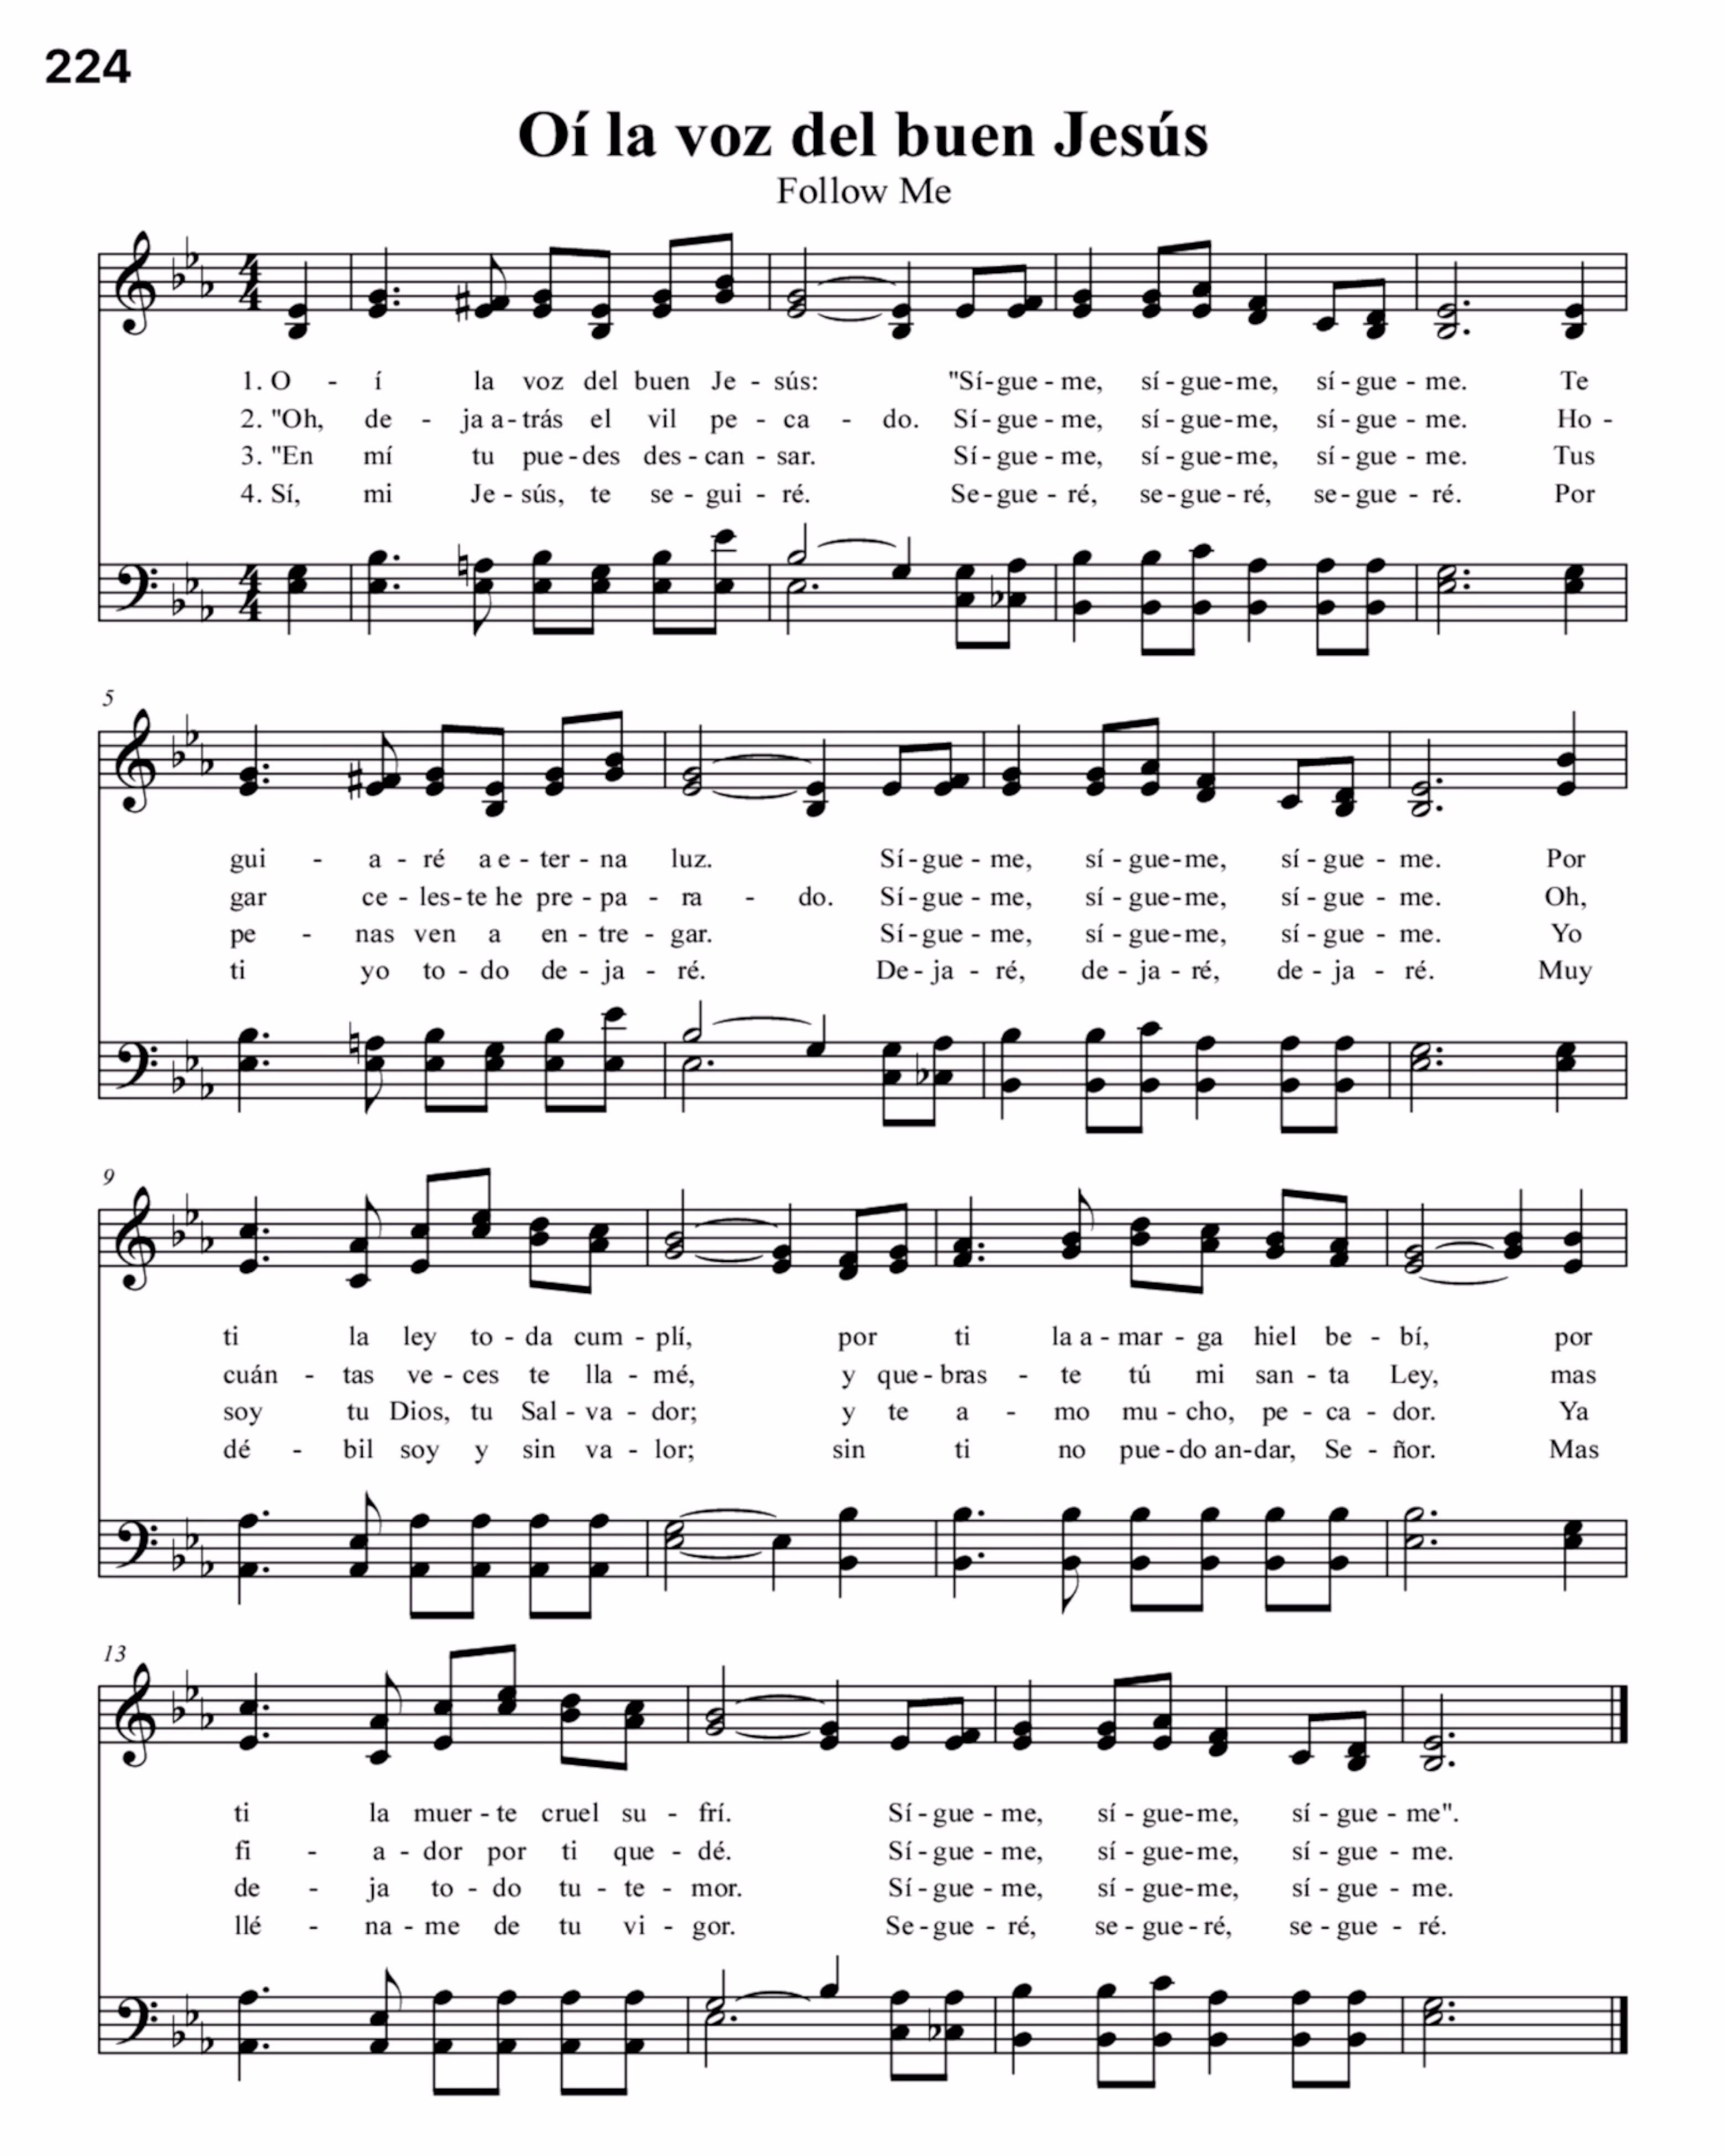 224
Oí la voz del buen Jesús
Follow Me
1. O - í la voz del buen Je - sús: "Sí - gue - me, sí - gue - me, sí - gue - me. Te
2. "Oh, de - ja a - trás el vil pe - ca - do. Sí - gue - me, sí - gue - me, sí - gue - me. Ho -
3. "En mí tu pue - des des - can - sar. Sí - gue - me, sí - gue - me, sí - gue - me. Tus
4. Sí, mi Je - sús, te se - gui - ré. Se - gue - ré, se - gue - ré, se - gue - ré. Por
5
gui - a - ré a e - ter - na luz. Sí - gue - me, sí - gue - me, sí - gue - me. Por
gar ce - les - te he pre - pa - ra - do. Sí - gue - me, sí - gue - me, sí - gue - me. Oh,
pe - nas ven a en - tre - gar. Sí - gue - me, sí - gue - me, sí - gue - me. Yo
ti yo to - do de - ja - ré. De - ja - ré, de - ja - ré, de - ja - ré. Muy
9
ti la ley to - da cum - plí, por ti la a - mar - ga hiel be - bí, por
cuán - tas ve - ces te lla - mé, y que - bras - te tú mi san - ta Ley, mas
soy tu Dios, tu Sal - va - dor; y te a - mo mu - cho, pe - ca - dor. Ya
dé - bil soy y sin va - lor; sin ti no pue - do an - dar, Se - ñor. Mas
13
ti la muer - te cruel su - frí. Sí - gue - me, sí - gue - me, sí - gue - me".
fi - a - dor por ti que - dé. Sí - gue - me, sí - gue - me, sí - gue - me.
de - ja to - do tu - te - mor. Sí - gue - me, sí - gue - me, sí - gue - me.
llé - na - me de tu vi - gor. Se - gue - ré, se - gue - ré, se - gue - ré.